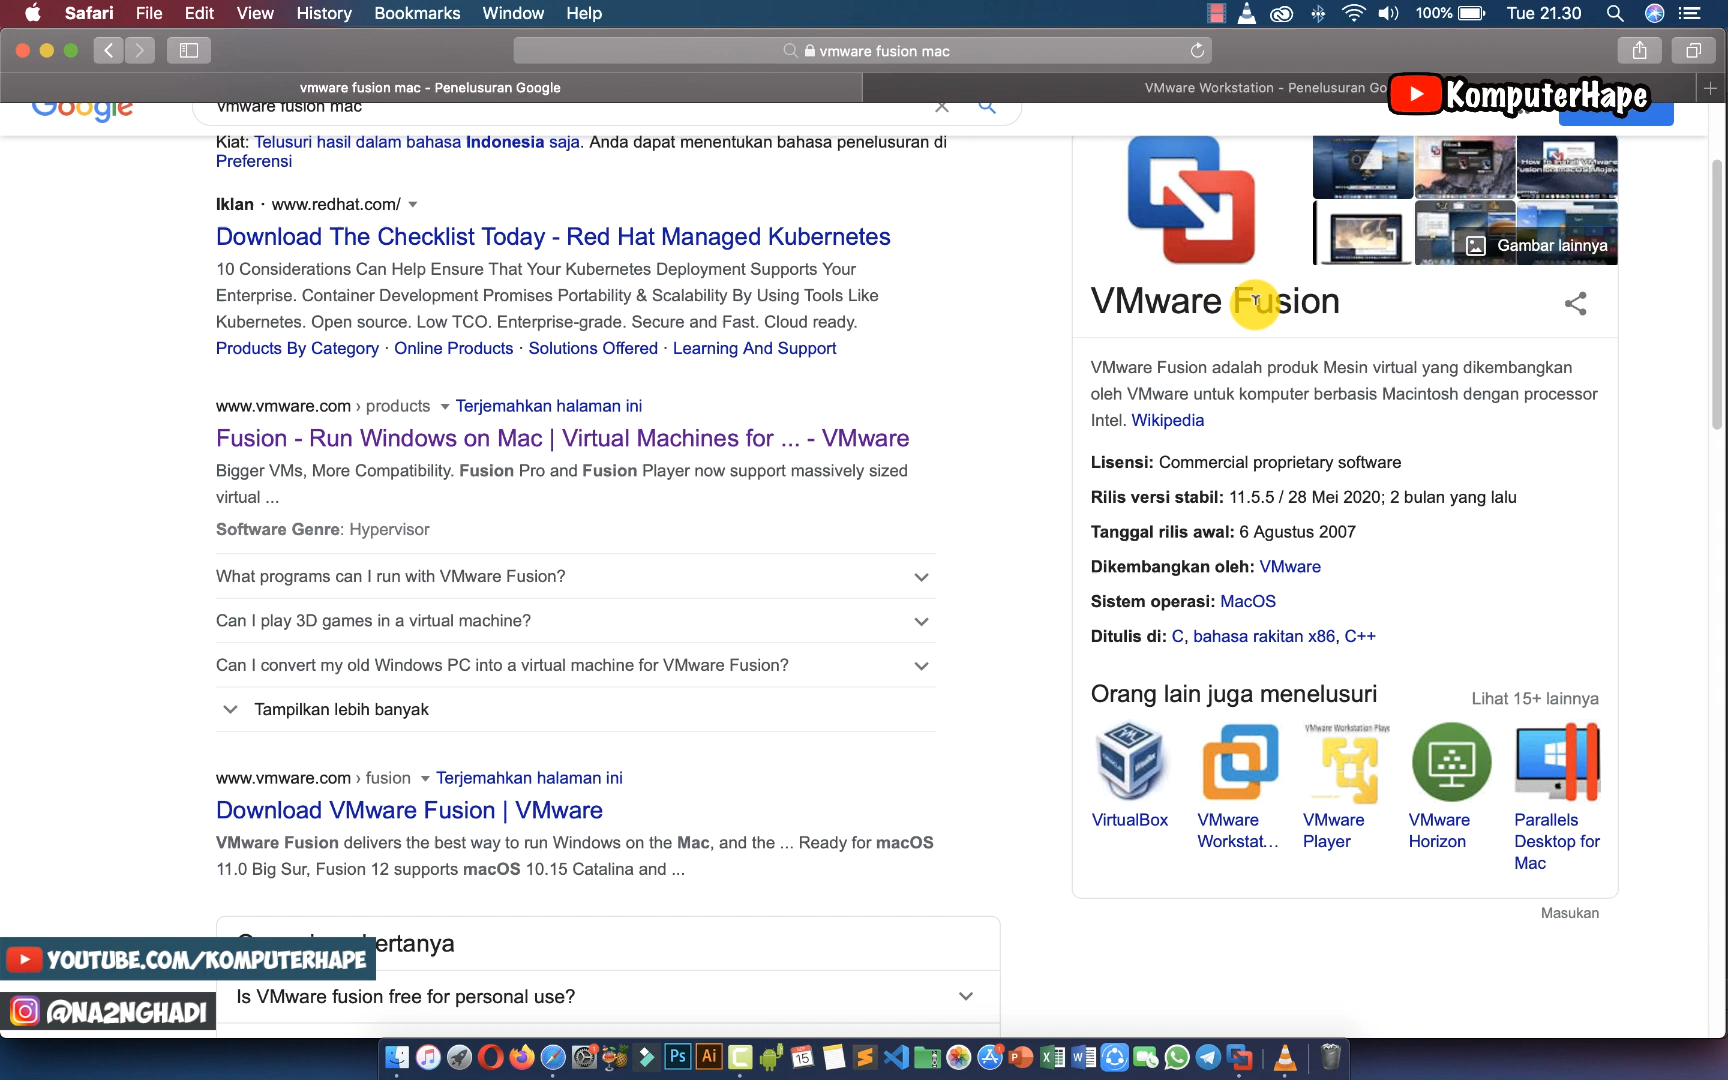 Safari File Edit View History Bookmarks Window Help 100% Tue 21.30
vmware fusion mac
vmware fusion mac - Penelusuran Google
VMware Workstation - Penelusuran Go
KomputerHape
Google
vmware fusion mac
Kiat: Telusuri hasil dalam bahasa Indonesia saja. Anda dapat menentukan bahasa penelusuran di
Preferensi
Iklan · www.redhat.com/
Download The Checklist Today - Red Hat Managed Kubernetes
10 Considerations Can Help Ensure That Your Kubernetes Deployment Supports Your
Enterprise. Container Development Promises Portability & Scalability By Using Tools Like
Kubernetes. Open source. Low TCO. Enterprise-grade. Secure and Fast. Cloud ready.
Products By Category · Online Products · Solutions Offered · Learning And Support
www.vmware.com › products Terjemahkan halaman ini
Fusion - Run Windows on Mac | Virtual Machines for ... - VMware
Bigger VMs, More Compatibility. Fusion Pro and Fusion Player now support massively sized
virtual ...
Software Genre: Hypervisor
What programs can I run with VMware Fusion?
Can I play 3D games in a virtual machine?
Can I convert my old Windows PC into a virtual machine for VMware Fusion?
Tampilkan lebih banyak
www.vmware.com › fusion Terjemahkan halaman ini
Download VMware Fusion | VMware
VMware Fusion delivers the best way to run Windows on the Mac, and the ... Ready for macOS
11.0 Big Sur, Fusion 12 supports macOS 10.15 Catalina and ...
ertanya
Is VMware fusion free for personal use?
Gambar lainnya
VMware Fusion
VMware Fusion adalah produk Mesin virtual yang dikembangkan
oleh VMware untuk komputer berbasis Macintosh dengan processor
Intel. Wikipedia
Lisensi: Commercial proprietary software
Rilis versi stabil: 11.5.5 / 28 Mei 2020; 2 bulan yang lalu
Tanggal rilis awal: 6 Agustus 2007
Dikembangkan oleh: VMware
Sistem operasi: MacOS
Ditulis di: C, bahasa rakitan x86, C++
Orang lain juga menelusuri
Lihat 15+ lainnya
VirtualBox
VMware
Workstat...
VMware
Player
VMware
Horizon
Parallels
Desktop for
Mac
Masukan
YOUTUBE.COM/KOMPUTERHAPE
@NA2NGHADI
Ps Ai 15